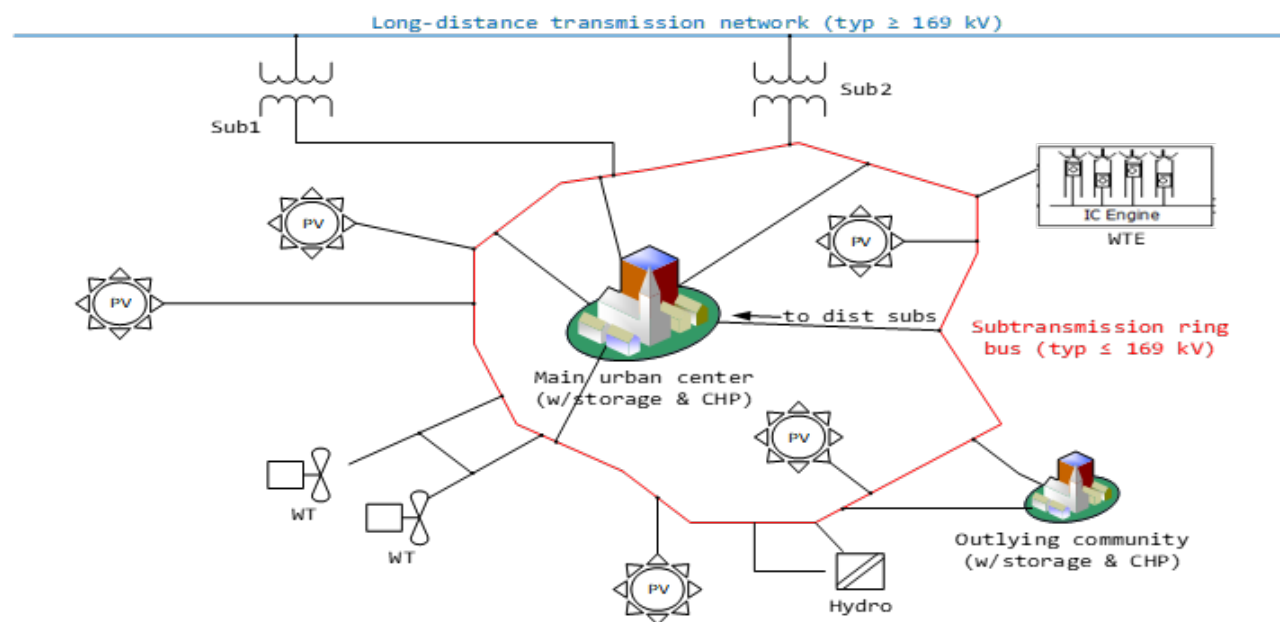 Long-distance transmission network (typ ≥ 169 kV)
Sub1
Sub2
IC Engine
WTE
PV
PV
PV
to dist subs
Subtransmission ring
bus (typ ≤ 169 kV)
Main urban center
(w/storage & CHP)
PV
WT
WT
Outlying community
(w/storage & CHP)
PV
Hydro